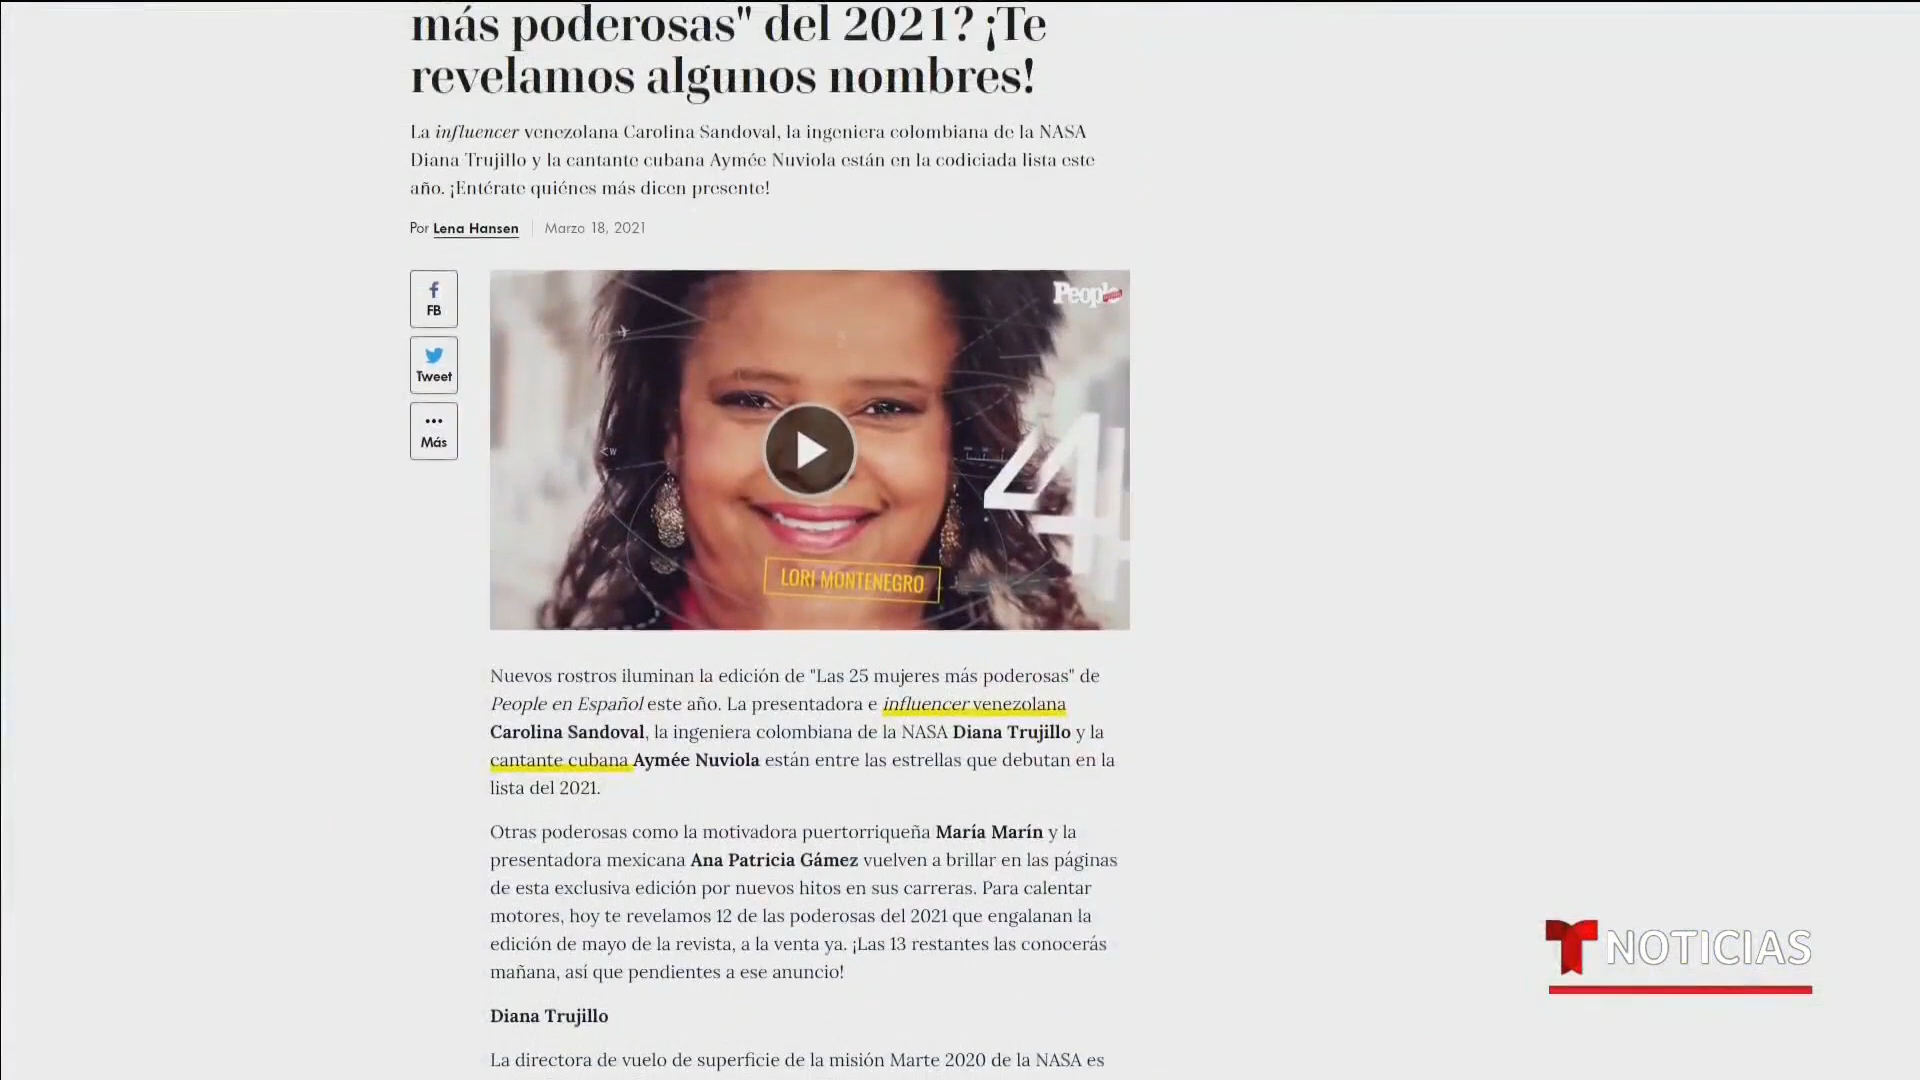 más poderosas" del 2021? ¡Te
revelamos algunos nombres!
La influencer venezolana Carolina Sandoval, la ingeniera colombiana de la NASA
Diana Trujillo y la cantante cubana Aymée Nuviola están en la codiciada lista este
año. ¡Entérate quiénes más dicen presente!
Por Lena Hansen Marzo 18, 2021
FB
Tweet
Más
People
<W
4
LORI MONTENEGRO
Nuevos rostros iluminan la edición de "Las 25 mujeres más poderosas" de
People en Español este año. La presentadora e influencer venezolana
Carolina Sandoval, la ingeniera colombiana de la NASA Diana Trujillo y la
cantante cubana Aymée Nuviola están entre las estrellas que debutan en la
lista del 2021.
Otras poderosas como la motivadora puertorriqueña María Marín y la
presentadora mexicana Ana Patricia Gámez vuelven a brillar en las páginas
de esta exclusiva edición por nuevos hitos en sus carreras. Para calentar
motores, hoy te revelamos 12 de las poderosas del 2021 que engalanan la
edición de mayo de la revista, a la venta ya. ¡Las 13 restantes las conocerás
mañana, así que pendientes a ese anuncio!
Diana Trujillo
La directora de vuelo de superficie de la misión Marte 2020 de la NASA es
T NOTICIAS